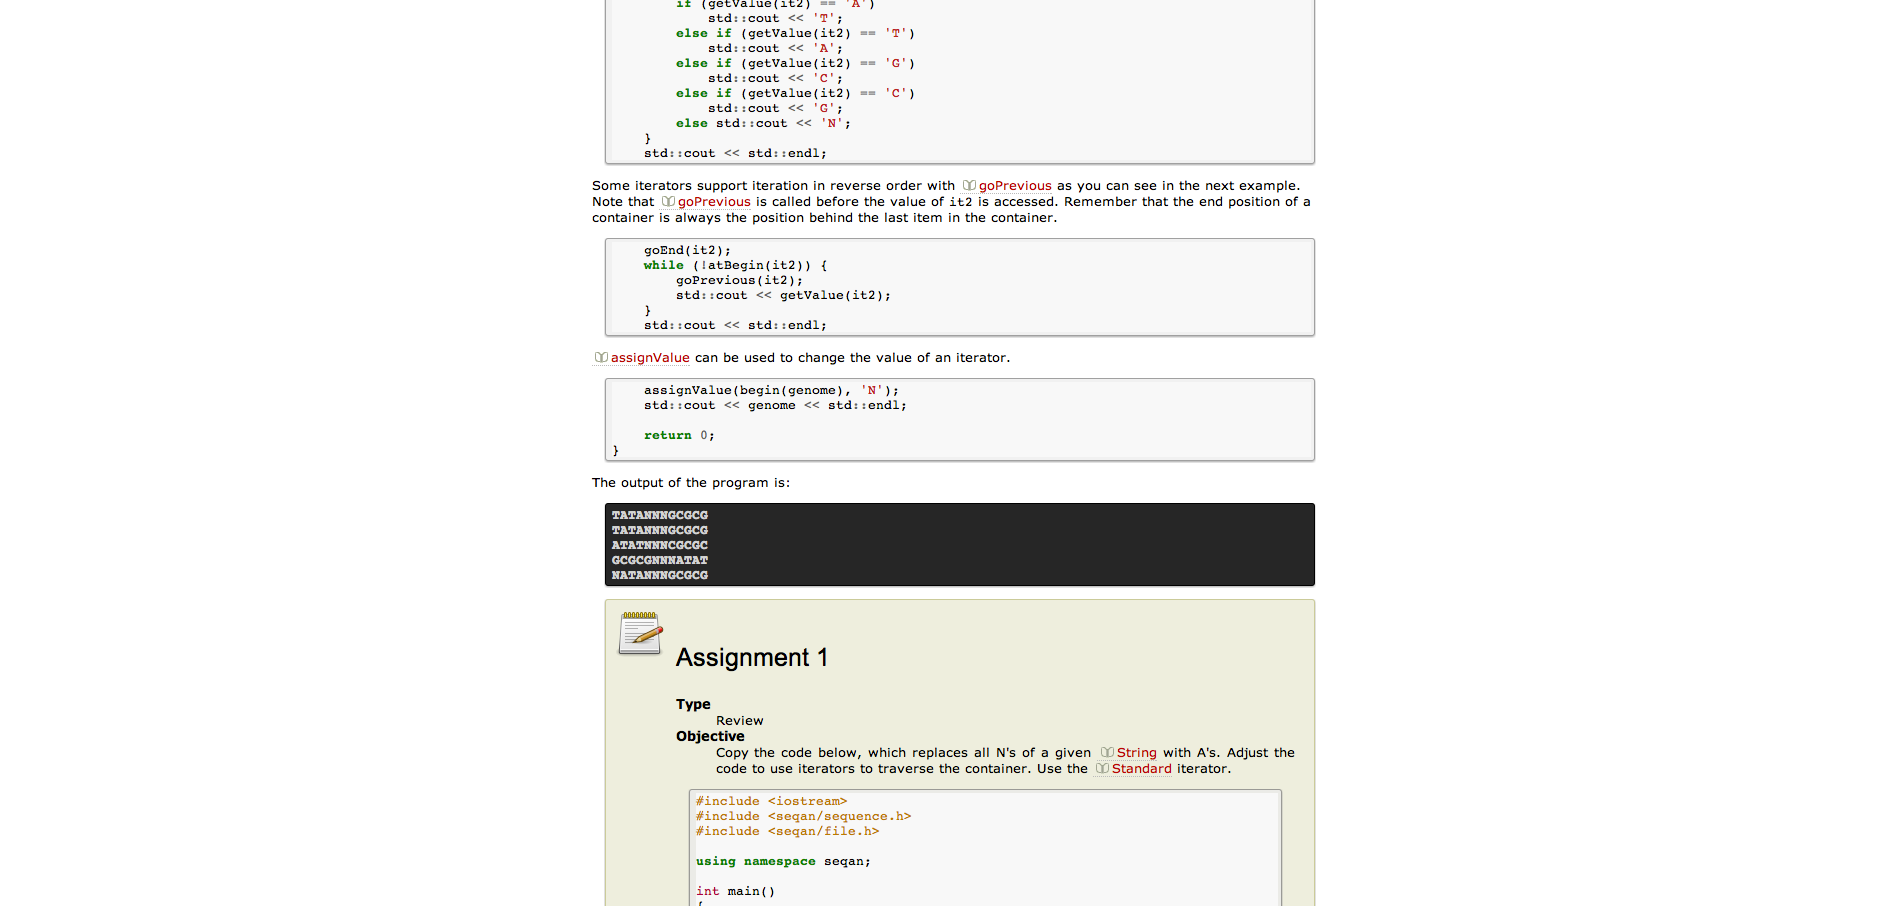 if (getValue(it2) == 'A')
std::cout << 'T';
else if (getValue(it2) == 'T')
std::cout << 'A';
else if (getValue(it2) == 'G')
std::cout << 'C';
else if (getValue(it2) == 'C')
std::cout << 'G';
else std::cout << 'N';
}
std::cout << std::endl;
Some iterators support iteration in reverse order with goPrevious as you can see in the next example.
Note that goPrevious is called before the value of it2 is accessed. Remember that the end position of a
container is always the position behind the last item in the container.
goEnd(it2);
while (!atBegin(it2)) {
goPrevious(it2);
std::cout << getValue(it2);
}
std::cout << std::endl;
assignValue can be used to change the value of an iterator.
assignValue(begin(genome), 'N');
std::cout << genome << std::endl;
return 0;
}
The output of the program is:
TATANNNGCGCG
TATANNNGCGCG
ATATNNNCGCGC
GCGCGNNNATAT
NATANNNGCGCG
Assignment 1
Type
Review
Objective
Copy the code below, which replaces all N's of a given String with A's. Adjust the
code to use iterators to traverse the container. Use the Standard iterator.
#include <iostream>
#include <seqan/sequence.h>
#include <seqan/file.h>
using namespace seqan;
int main()
{